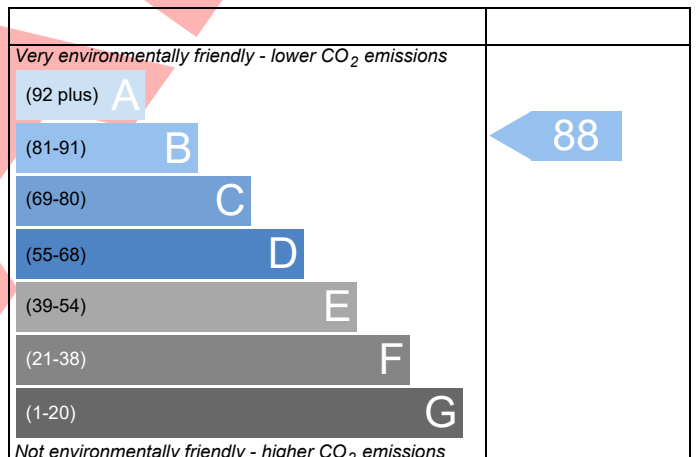 Very environmentally friendly - lower CO2 emissions
(92 plus) A
(81-91) B
88
(69-80) C
(55-68) D
(39-54) E
(21-38) F
(1-20) G
Not environmentally friendly - higher CO2 emissions